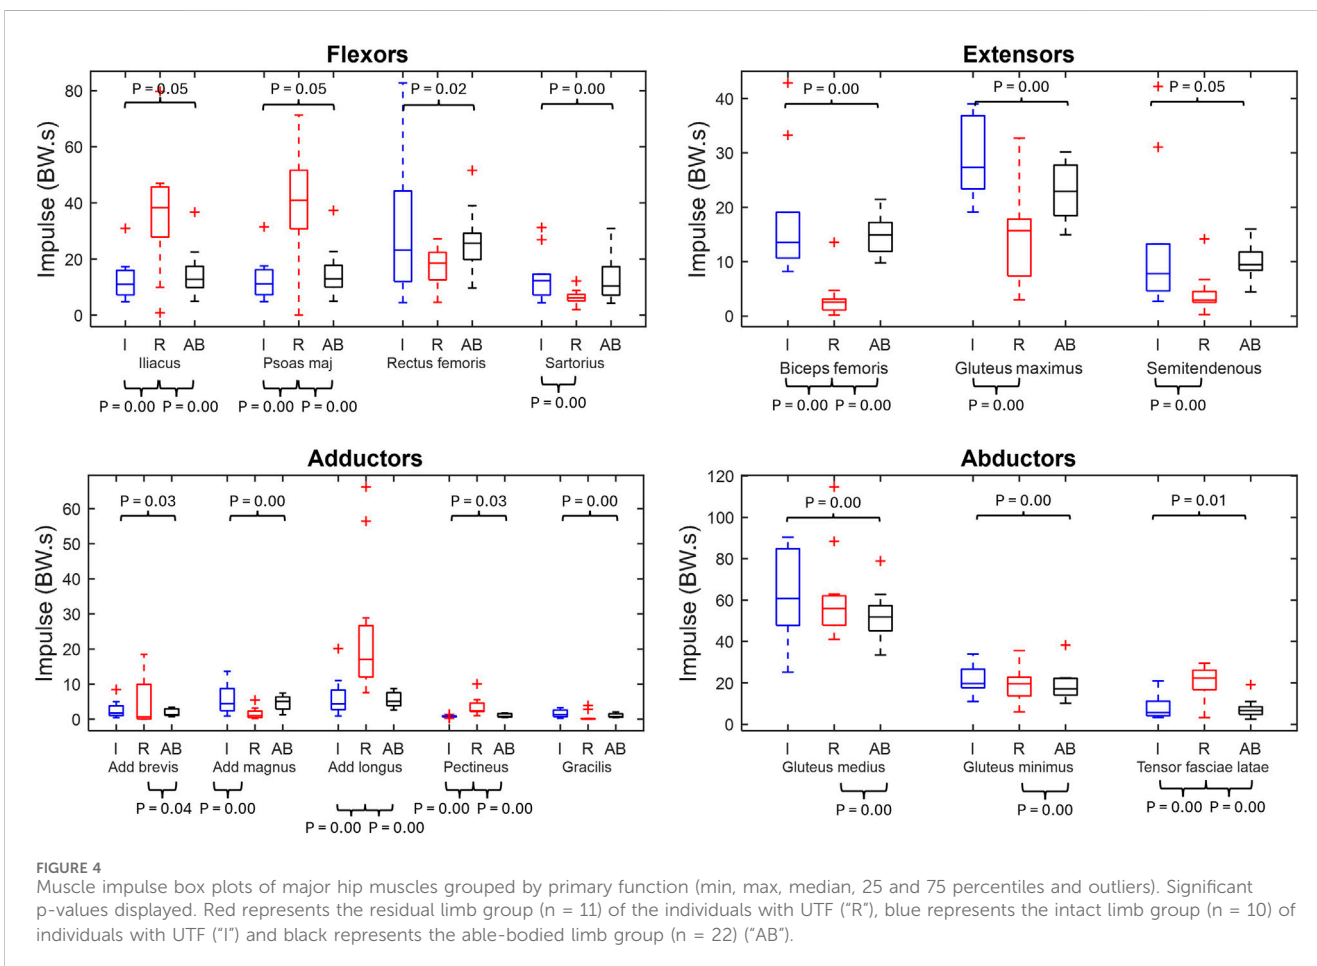 Flexors
Impulse (BW.s)
80
60
40
20
0
P = 0.05
P = 0.05
P = 0.02
P = 0.00
I R AB
I R AB
I R AB
I R AB
Iliacus
Psoas maj
Rectus femoris
Sartorius
P = 0.00 P = 0.00
P = 0.00 P = 0.00
P = 0.00
Extensors
Impulse (BW.s)
40
30
20
10
0
P = 0.00
P = 0.00
P = 0.05
I R AB
I R AB
I R AB
Biceps femoris
Gluteus maximus
Semitendenous
P = 0.00 P = 0.00
P = 0.00
P = 0.00
Adductors
Impulse (BW.s)
60
50
40
30
20
10
0
P = 0.03
P = 0.00
P = 0.03
P = 0.00
I R AB
I R AB
I R AB
I R AB
I R AB
Add brevis
Add magnus
Add longus
Pectineus
Gracilis
P = 0.04
P = 0.00
P = 0.00 P = 0.00
P = 0.00 P = 0.00
Abductors
Impulse (BW.s)
120
100
80
60
40
20
0
P = 0.00
P = 0.00
P = 0.01
I R AB
I R AB
I R AB
Gluteus medius
Gluteus minimus
Tensor fasciae latae
P = 0.00
P = 0.00
P = 0.00 P = 0.00
FIGURE 4
Muscle impulse box plots of major hip muscles grouped by primary function (min, max, median, 25 and 75 percentiles and outliers). Significant
p-values displayed. Red represents the residual limb group (n = 11) of the individuals with UTF (“R”), blue represents the intact limb group (n = 10) of
individuals with UTF (“I”) and black represents the able-bodied limb group (n = 22) (“AB”).